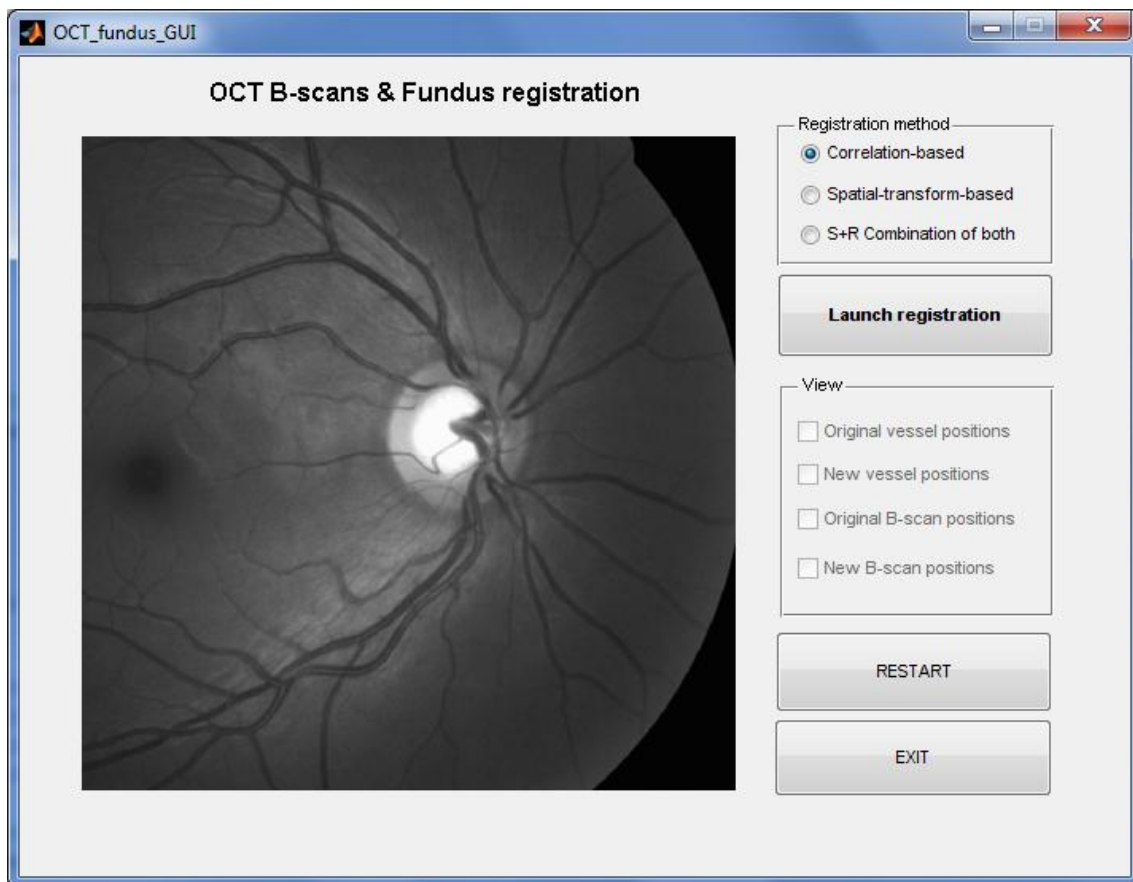 OCT_fundus_GUI
OCT B-scans & Fundus registration
Registration method
Correlation-based
Spatial-transform-based
S+R Combination of both
Launch registration
View
Original vessel positions
New vessel positions
Original B-scan positions
New B-scan positions
RESTART
EXIT